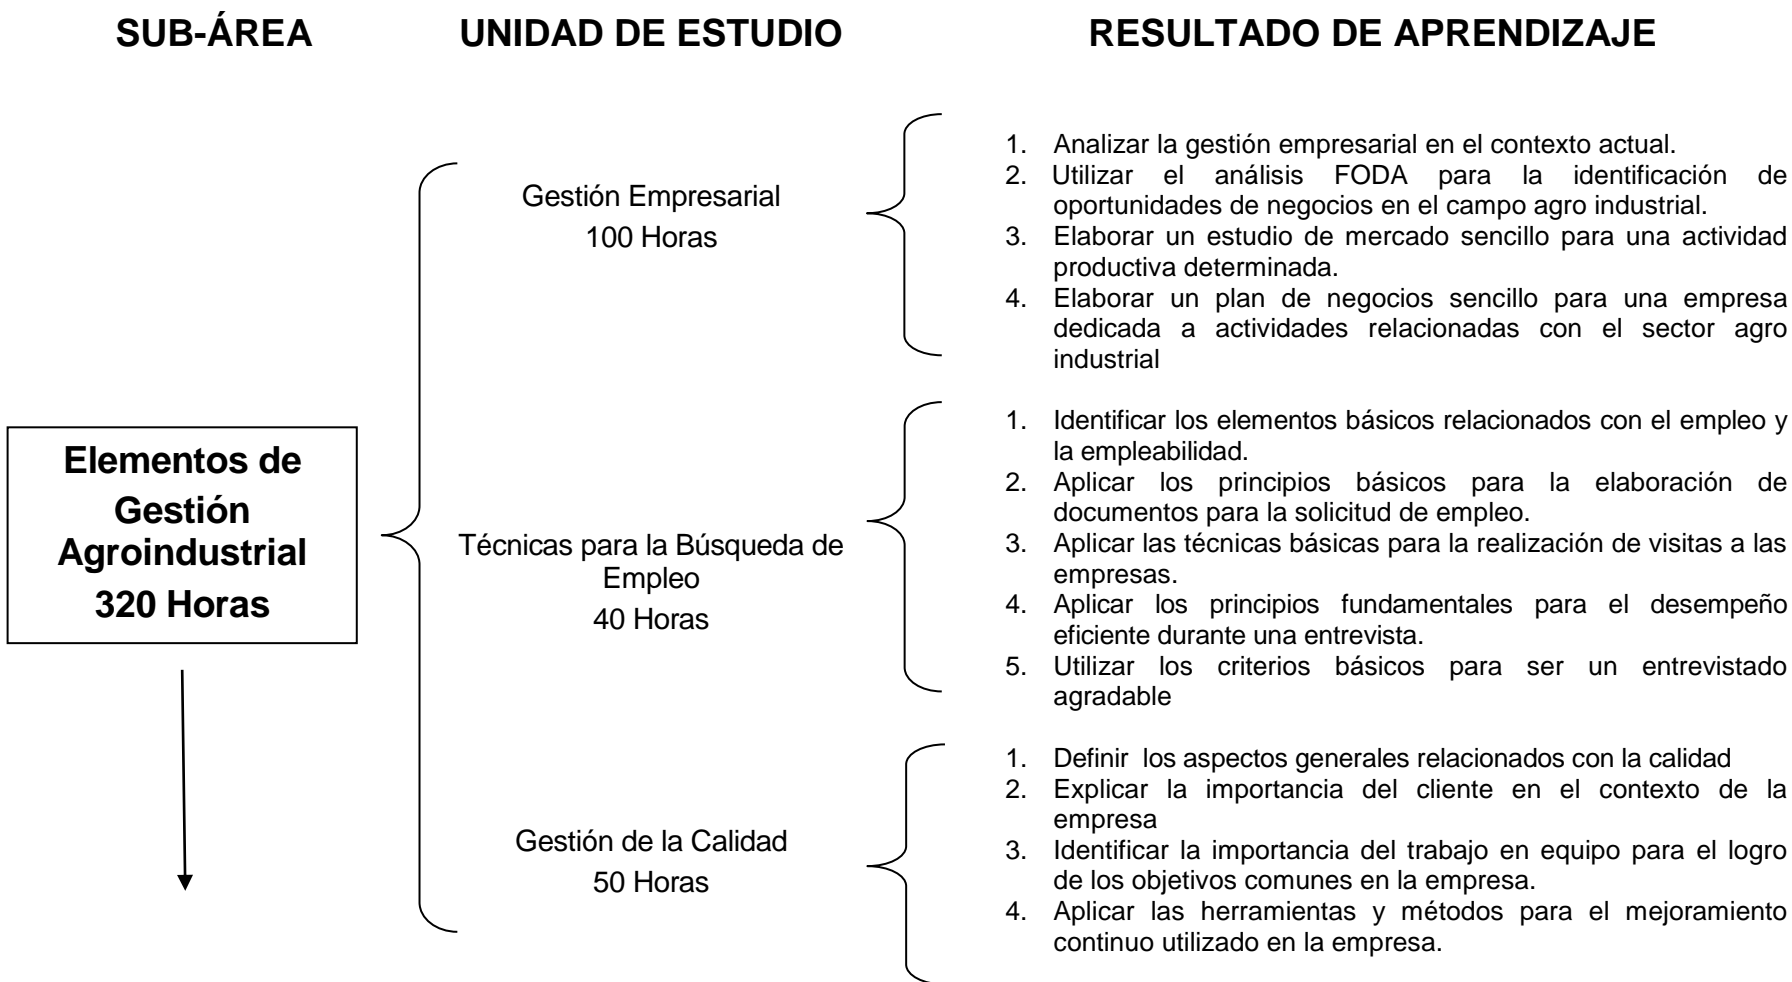 SUB-ÁREA UNIDAD DE ESTUDIO RESULTADO DE APRENDIZAJE
Elementos de
Gestión
Agroindustrial
320 Horas
Gestión Empresarial
100 Horas
1. Analizar la gestión empresarial en el contexto actual.
2. Utilizar el análisis FODA para la identificación de
oportunidades de negocios en el campo agro industrial.
3. Elaborar un estudio de mercado sencillo para una actividad
productiva determinada.
4. Elaborar un plan de negocios sencillo para una empresa
dedicada a actividades relacionadas con el sector agro
industrial
Técnicas para la Búsqueda de
Empleo
40 Horas
1. Identificar los elementos básicos relacionados con el empleo y
la empleabilidad.
2. Aplicar los principios básicos para la elaboración de
documentos para la solicitud de empleo.
3. Aplicar las técnicas básicas para la realización de visitas a las
empresas.
4. Aplicar los principios fundamentales para el desempeño
eficiente durante una entrevista.
5. Utilizar los criterios básicos para ser un entrevistado
agradable
Gestión de la Calidad
50 Horas
1. Definir los aspectos generales relacionados con la calidad
2. Explicar la importancia del cliente en el contexto de la
empresa
3. Identificar la importancia del trabajo en equipo para el logro
de los objetivos comunes en la empresa.
4. Aplicar las herramientas y métodos para el mejoramiento
continuo utilizado en la empresa.